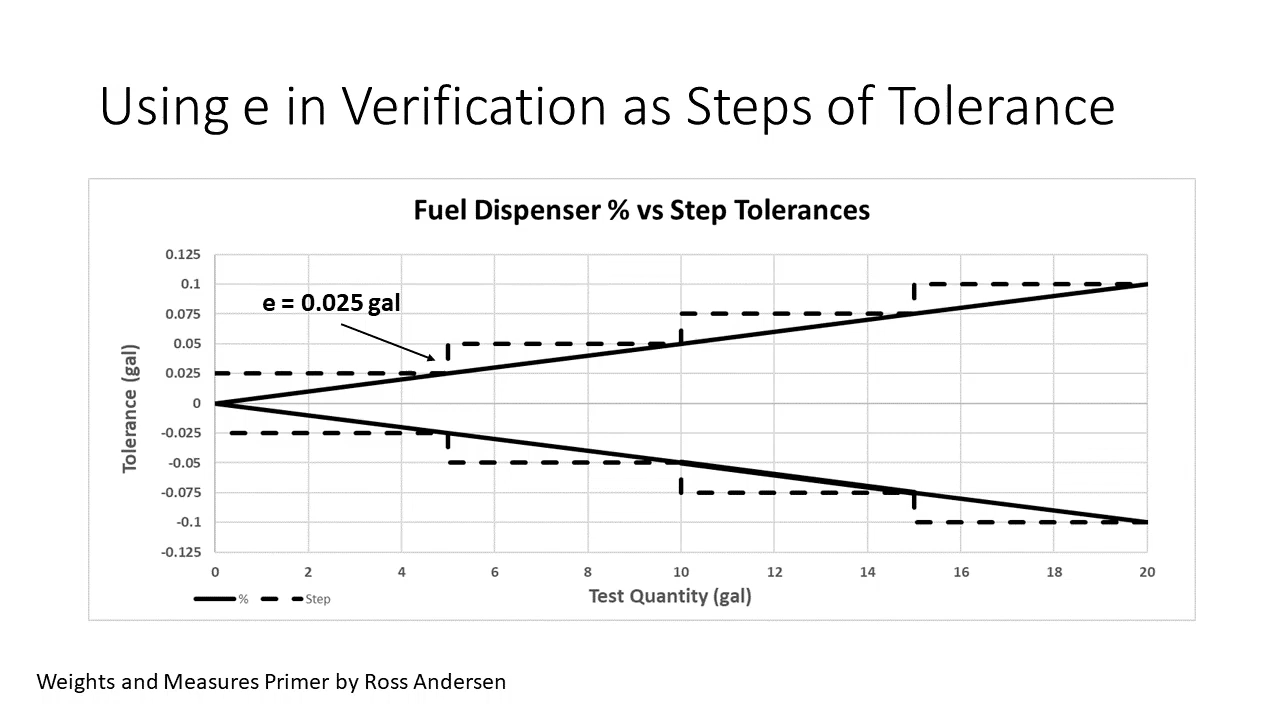 Using e in Verification as Steps of Tolerance
Fuel Dispenser % vs Step Tolerances
e = 0.025 gal
Tolerance (gal)
0.125
0.1
0.075
0.05
0.025
0
-0.025
-0.05
-0.075
-0.1
-0.125
0 2 4 6 8 10 12 14 16 18 20
Test Quantity (gal)
% Step
Weights and Measures Primer by Ross Andersen